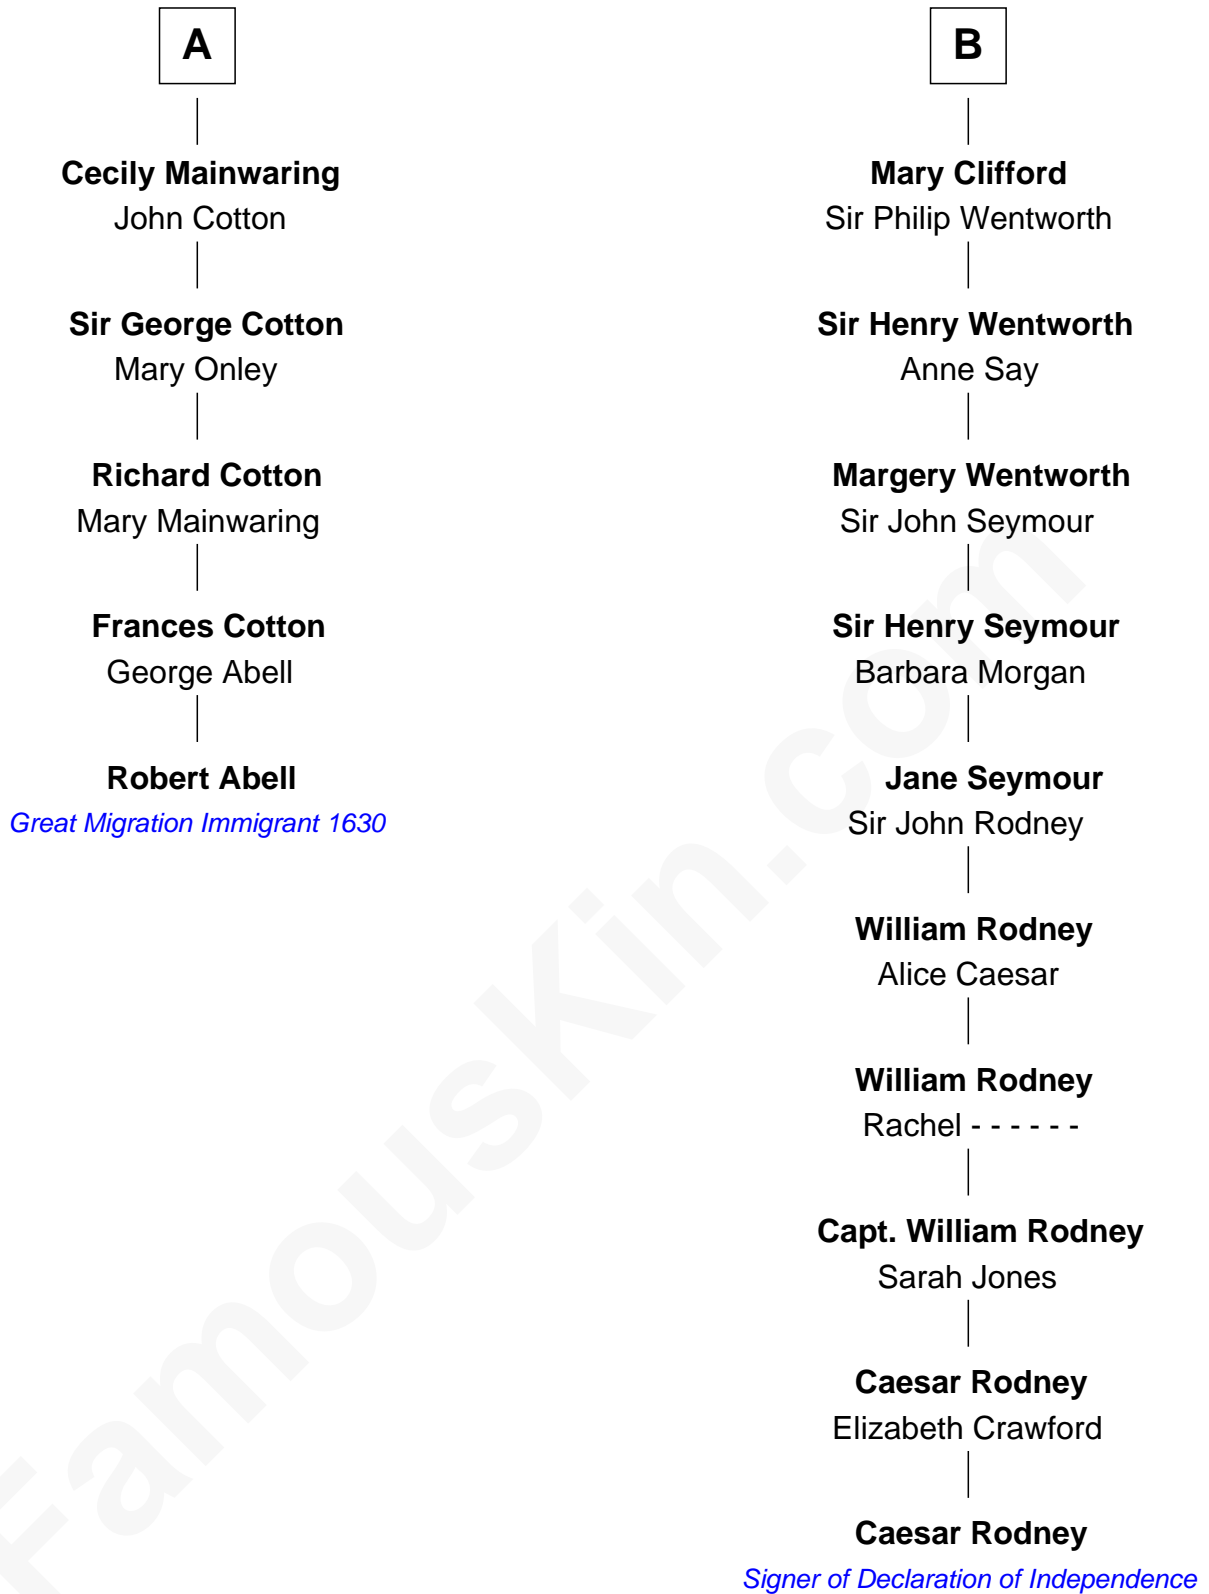 A
Cecily Mainwaring
John Cotton
Sir George Cotton
Mary Onley
Richard Cotton
Mary Mainwaring
Frances Cotton
George Abell
Robert Abell
Great Migration Immigrant 1630
B
Mary Clifford
Sir Philip Wentworth
Sir Henry Wentworth
Anne Say
Margery Wentworth
Sir John Seymour
Sir Henry Seymour
Barbara Morgan
Jane Seymour
Sir John Rodney
William Rodney
Alice Caesar
William Rodney
Rachel - - - - - -
Capt. William Rodney
Sarah Jones
Caesar Rodney
Elizabeth Crawford
Caesar Rodney
Signer of Declaration of Independence
FamousKin.com